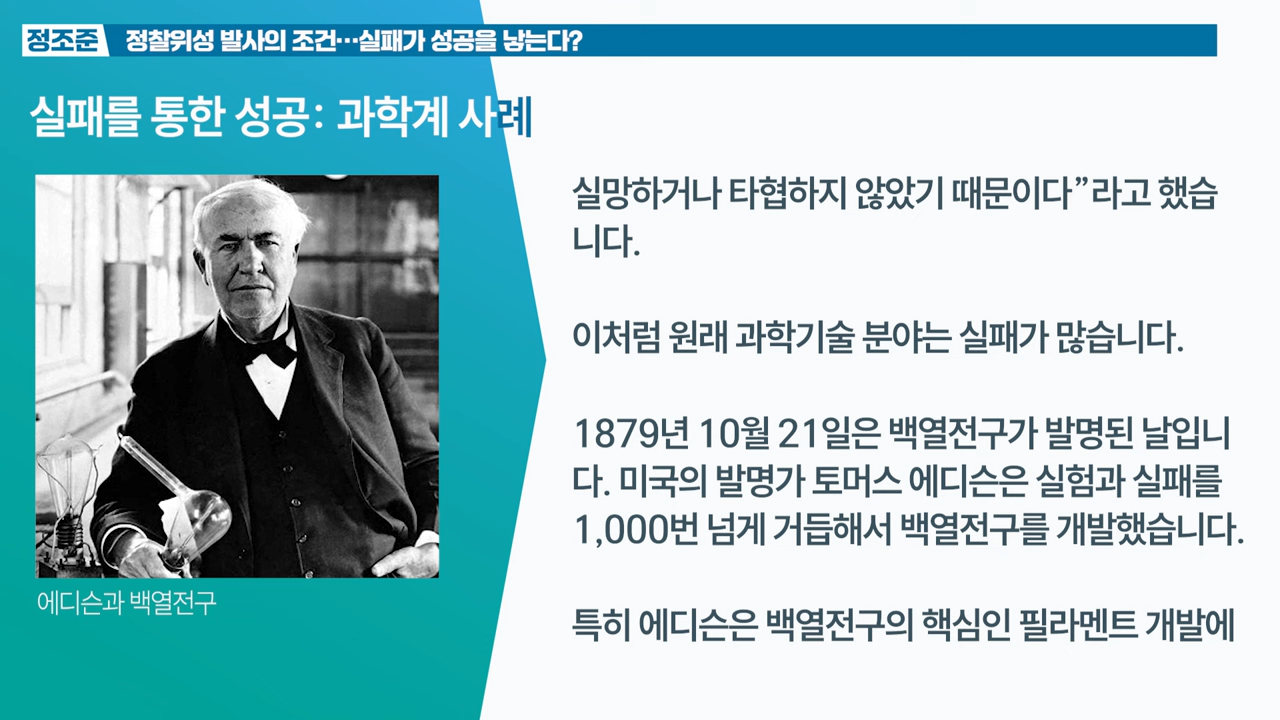 정조준
정찰위성 발사의 조건…실패가 성공을 낳는다?
실패를 통한 성공: 과학계 사례
실망하거나 타협하지 않았기 때문이다”라고 했습
니다.
이처럼 원래 과학기술 분야는 실패가 많습니다.
1879년 10월 21일은 백열전구가 발명된 날입니
다. 미국의 발명가 토머스 에디슨은 실험과 실패를
1,000번 넘게 거듭해서 백열전구를 개발했습니다.
특히 에디슨은 백열전구의 핵심인 필라멘트 개발에
에디슨과 백열전구